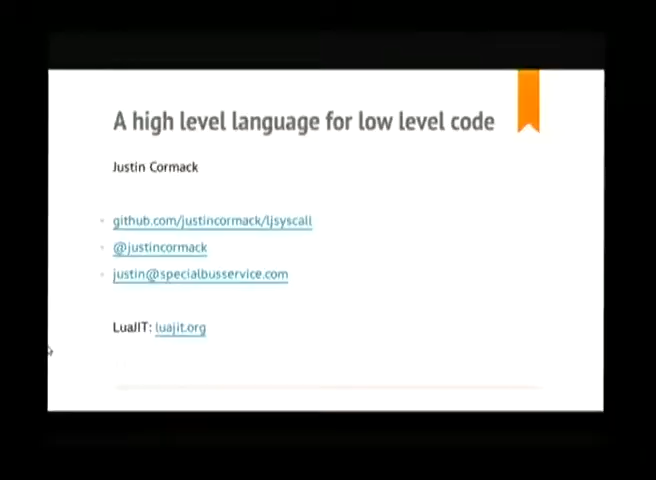 A high level language for low level code
Justin Cormack
github.com/justincormack/ljsyscall
@justincormack
justin@specialbusservice.com
LuaJIT: luajit.org